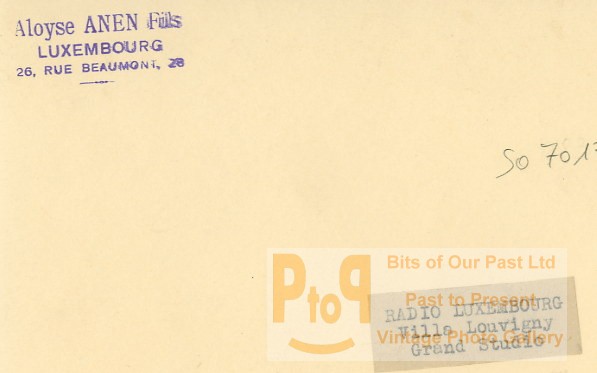 Aloyse ANEN Fils
LUXEMBOURG
26, RUE BEAUMONT, 26
so 701
PtoP
Bits of Our Past Ltd
Past to Present
Vintage Photo Gallery
RADIO LUXEMBOURG
Villa Louvigny
Grand Studio